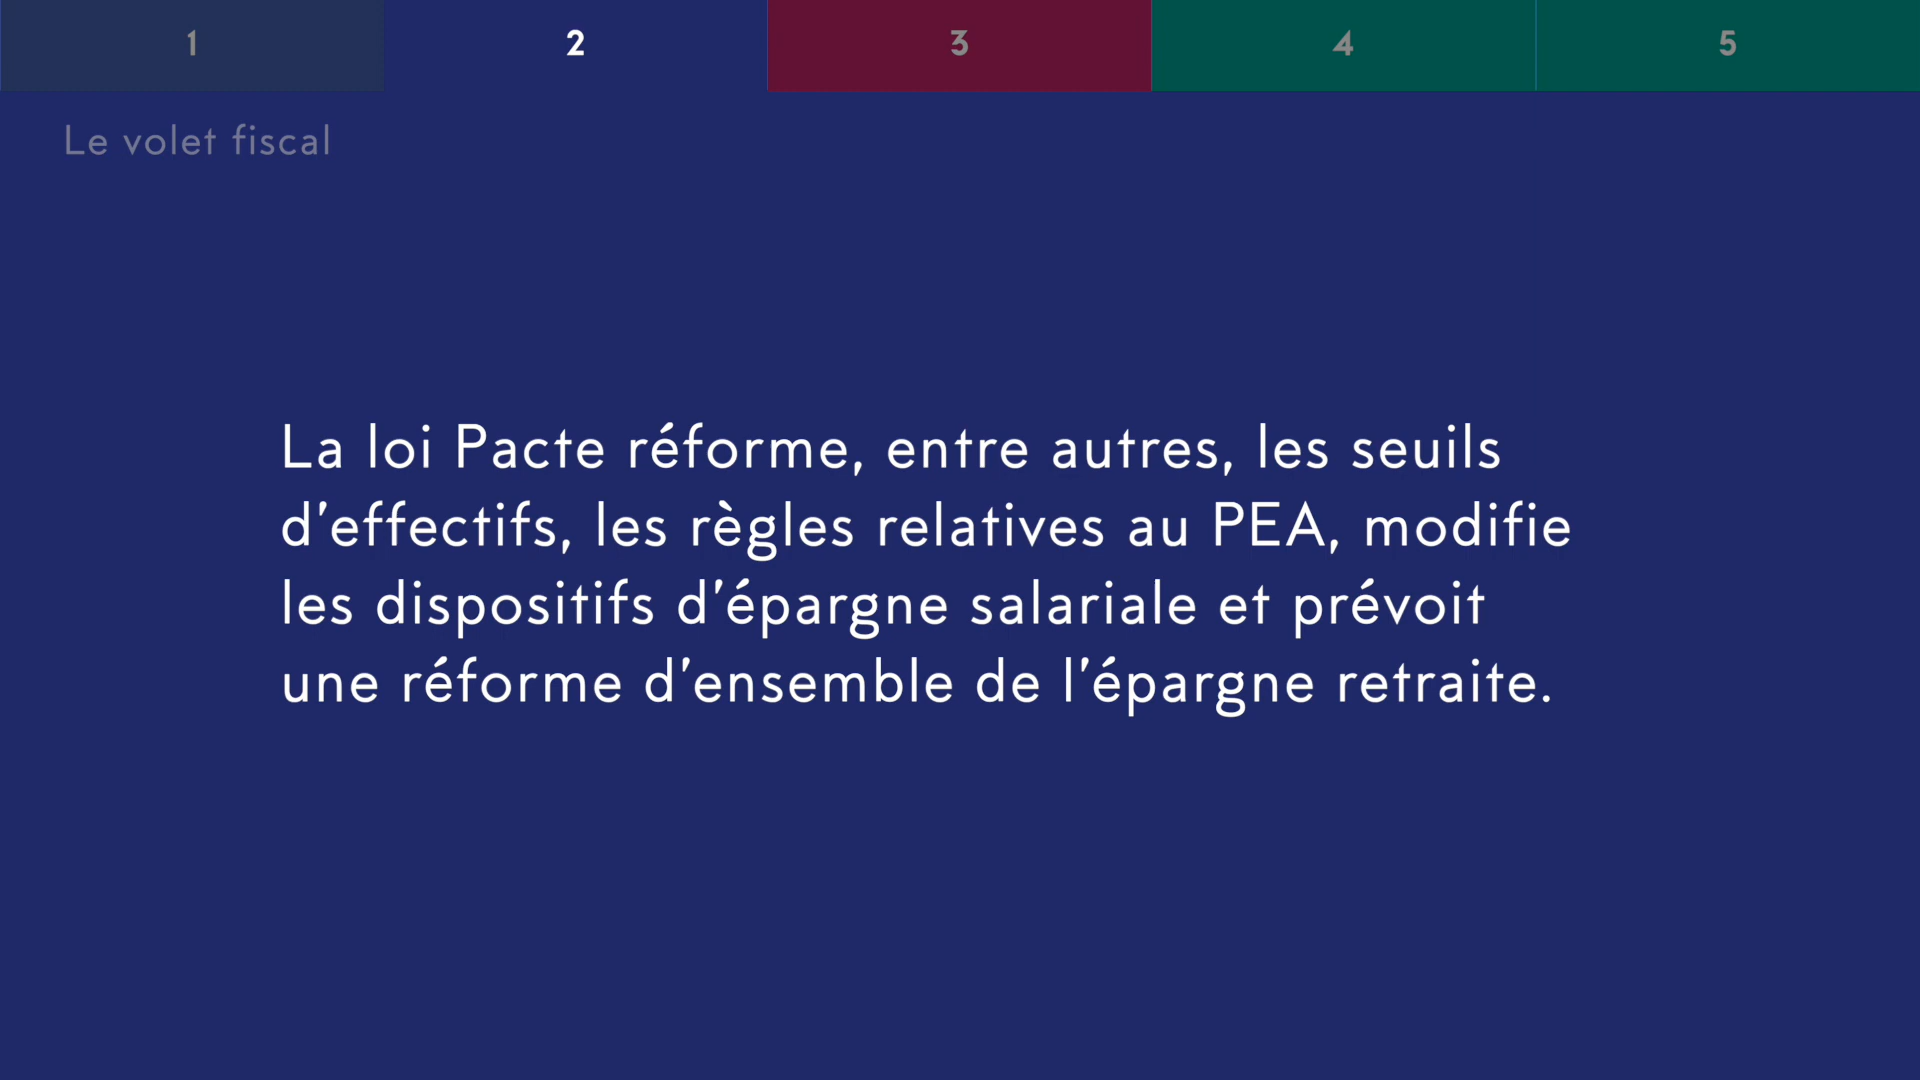 1
2
3
4
5
Le volet fiscal
La loi Pacte réforme, entre autres, les seuils
d'effectifs, les règles relatives au PEA, modifie
les dispositifs d'épargne salariale et prévoit
une réforme d'ensemble de l'épargne retraite.